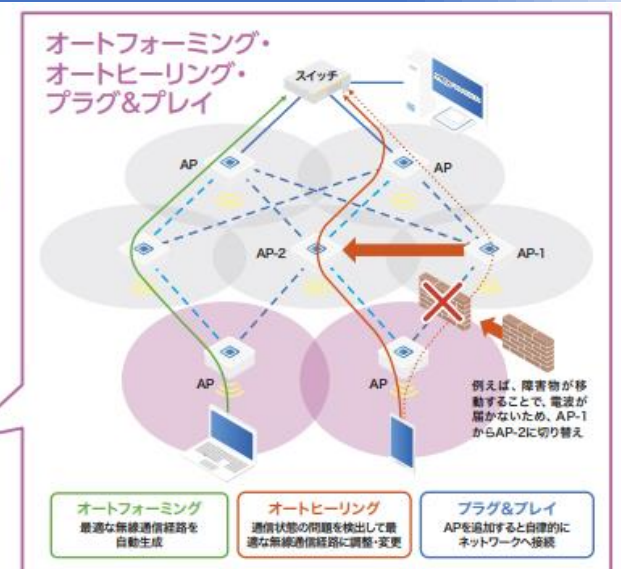 オートフォーミング・
オートヒーリング・
プラグ&プレイ
スイッチ
AP
AP
AP-2
AP-1
AP
AP
例えば、障害物が移
動することで、電波が
届かないため、AP-1
からAP-2に切り替え
オートフォーミング
最適な無線通信経路を
自動生成
オートヒーリング
通信状態の問題を検出して最
適な無線通信経路に調整・変更
プラグ&プレイ
APを追加すると自律的に
ネットワークへ接続